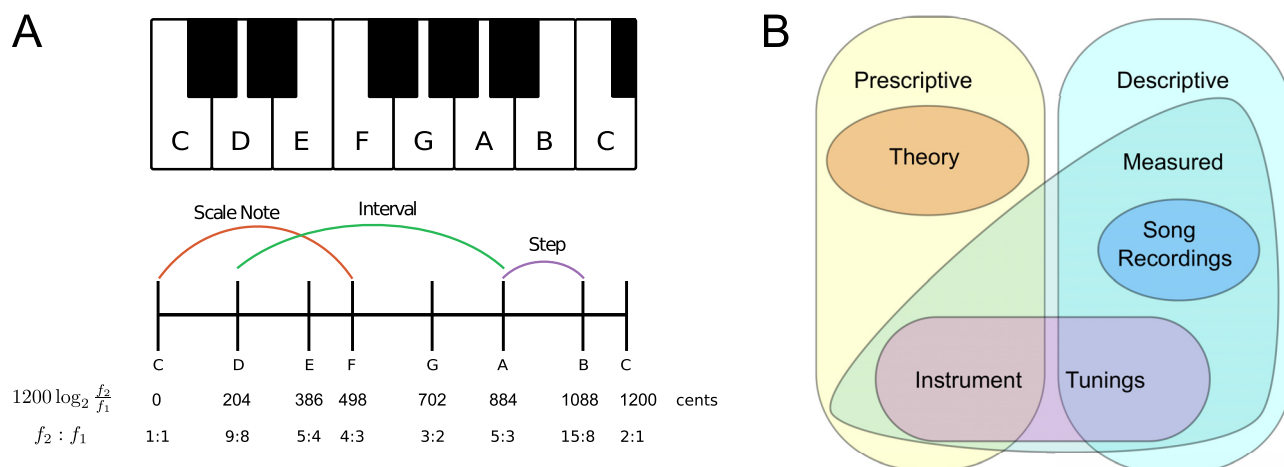 A
C D E F G A B C
Scale Note
Interval
Step
C D E F G A B C
1200 log₂ f₂/f₁ 0 204 386 498 702 884 1088 1200 cents
f₂ : f₁ 1:1 9:8 5:4 4:3 3:2 5:3 15:8 2:1
B
Prescriptive
Descriptive
Theory
Measured
Song
Recordings
Instrument Tunings